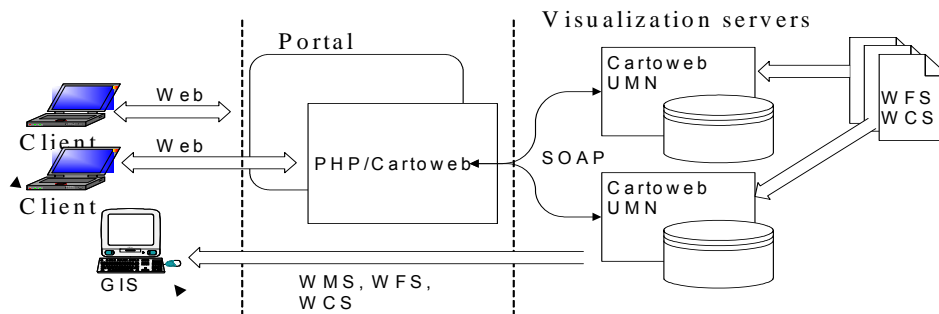 Visualization servers
Portal
Cartoweb
UMN
Web
WFS
WCS
Client
Web
PHP/Cartoweb
SOAP
Client
Cartoweb
UMN
GIS
WMS, WFS,
WCS